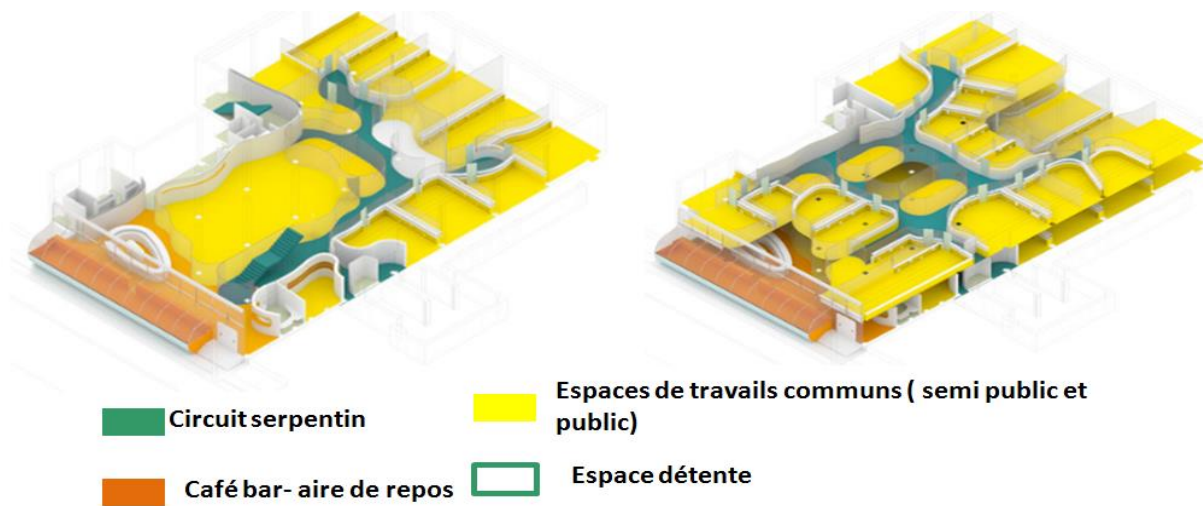 Circuit serpentin
Espaces de travails communs ( semi public et
public)
Café bar- aire de repos
Espace détente